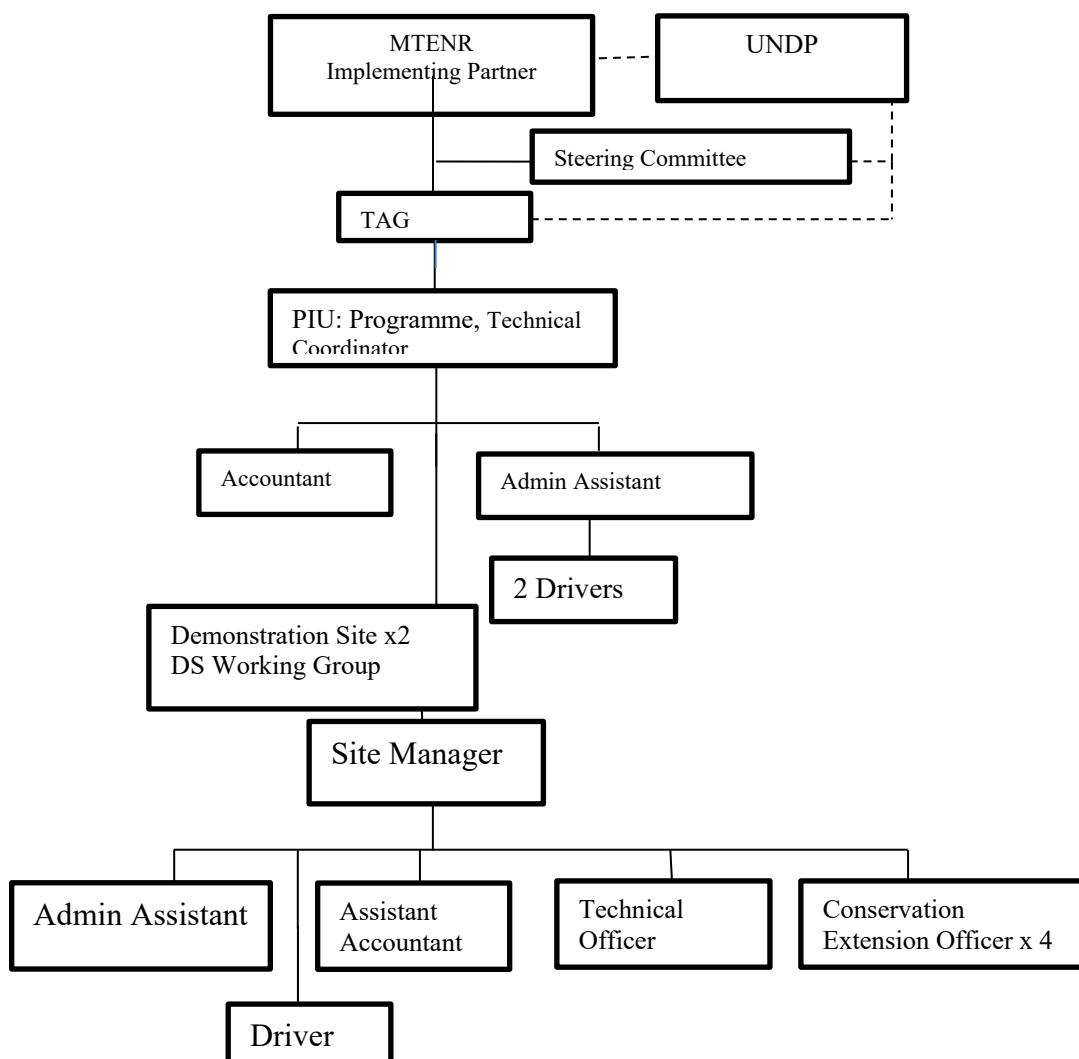 MTENR
Implementing Partner
UNDP
Steering Committee
TAG
PIU: Programme, Technical
Coordinator
Accountant
Admin Assistant
2 Drivers
Demonstration Site x2
DS Working Group
Site Manager
Admin Assistant
Assistant
Accountant
Technical
Officer
Conservation
Extension Officer x 4
Driver